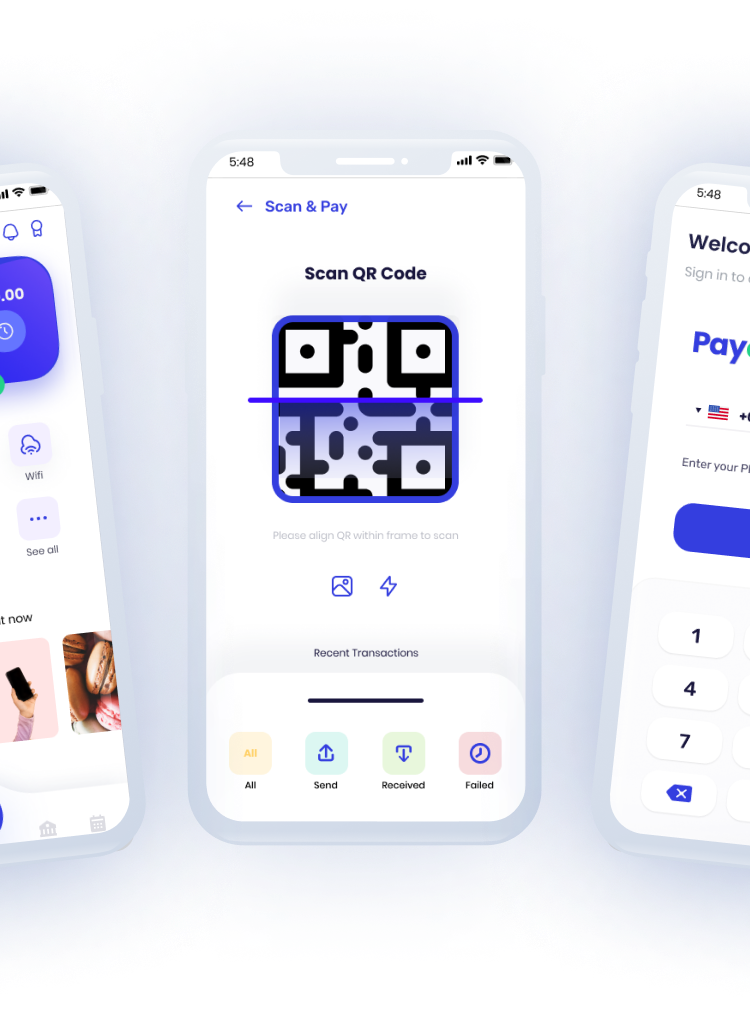 .00
Wifi
See all
t now
5:48
Scan & Pay
Scan QR Code
Please align QR within frame to scan
Recent Transactions
All
All
Send
Received
Failed
5:48
Welco
Sign in to
Pay
Enter your P
1
4
7